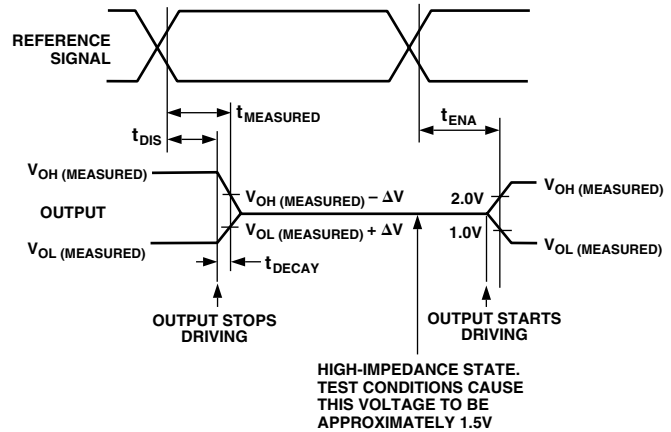 REFERENCE
SIGNAL
tMEASURED
tENA
tDIS
VOH (MEASURED)
VOH (MEASURED) – ΔV
2.0V
VOH (MEASURED)
OUTPUT
VOL (MEASURED)
VOL (MEASURED) + ΔV
1.0V
VOL (MEASURED)
tDECAY
OUTPUT STOPS
DRIVING
OUTPUT STARTS
DRIVING
HIGH-IMPEDANCE STATE.
TEST CONDITIONS CAUSE
THIS VOLTAGE TO BE
APPROXIMATELY 1.5V